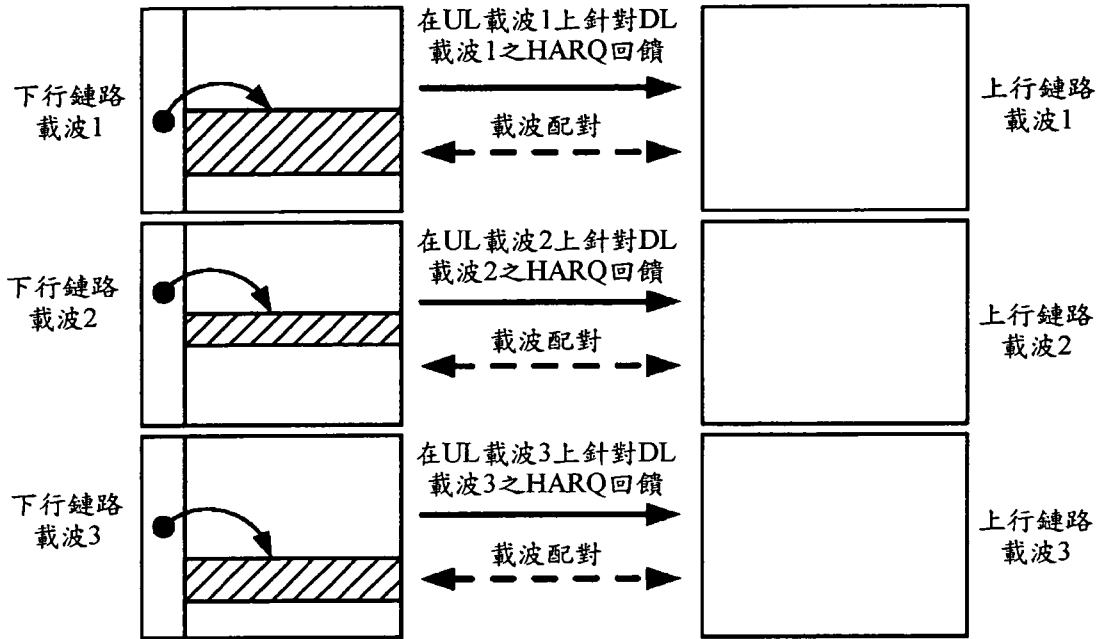 在UL載波1上針對DL
載波1之HARQ回饋
下行鏈路
載波1
載波配對
上行鏈路
載波1
在UL載波2上針對DL
載波2之HARQ回饋
下行鏈路
載波2
載波配對
上行鏈路
載波2
在UL載波3上針對DL
載波3之HARQ回饋
下行鏈路
載波3
載波配對
上行鏈路
載波3